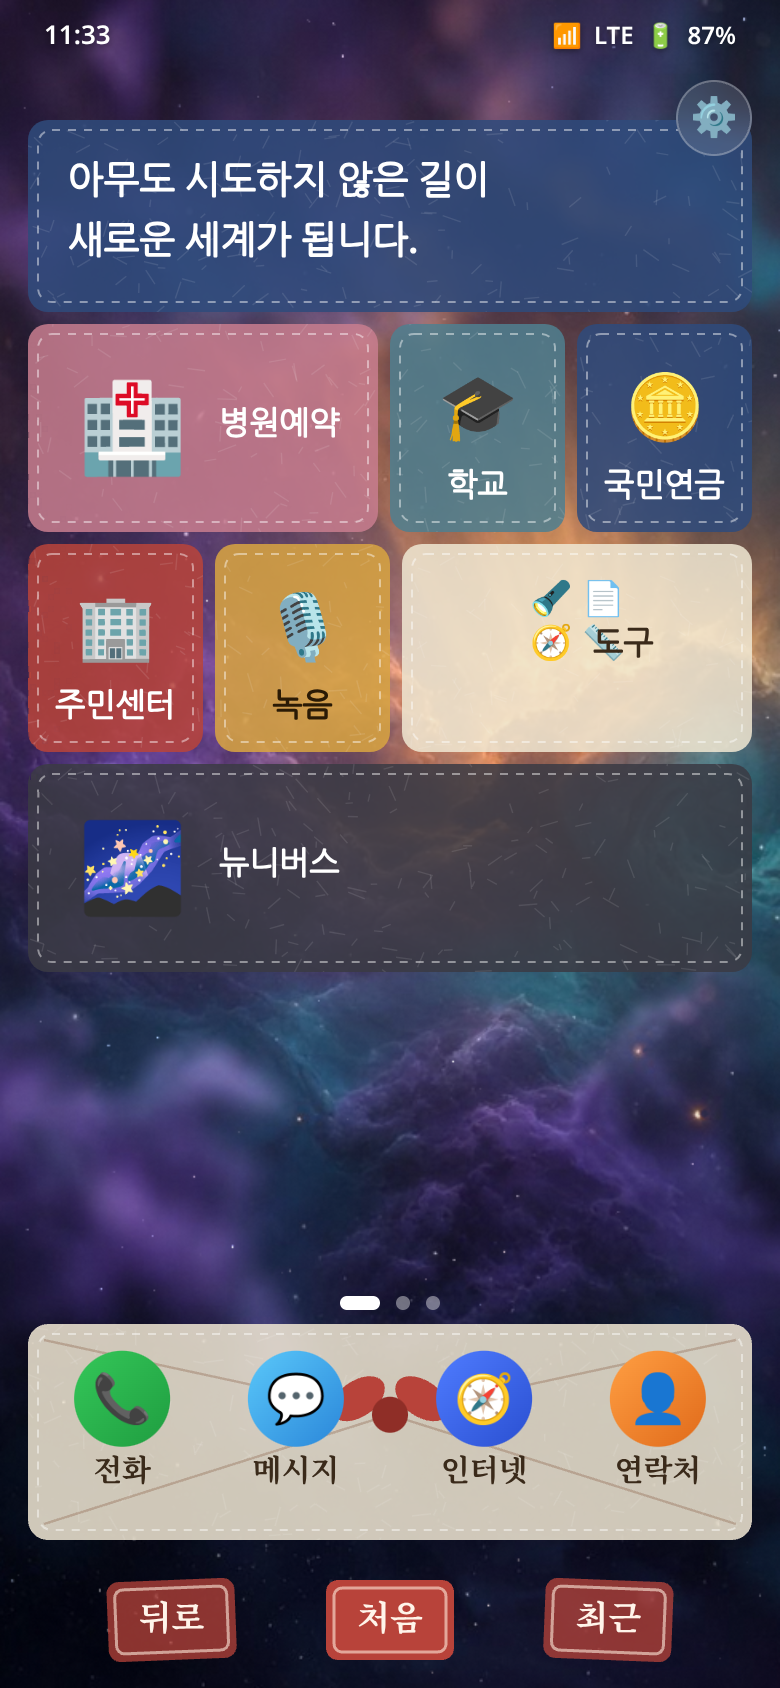 11:33
LTE
87%
아무도 시도하지 않은 길이
새로운 세계가 됩니다.
병원예약
학교
국민연금
주민센터
녹음
도구
뉴니버스
전화
메시지
인터넷
연락처
뒤로
처음
최근